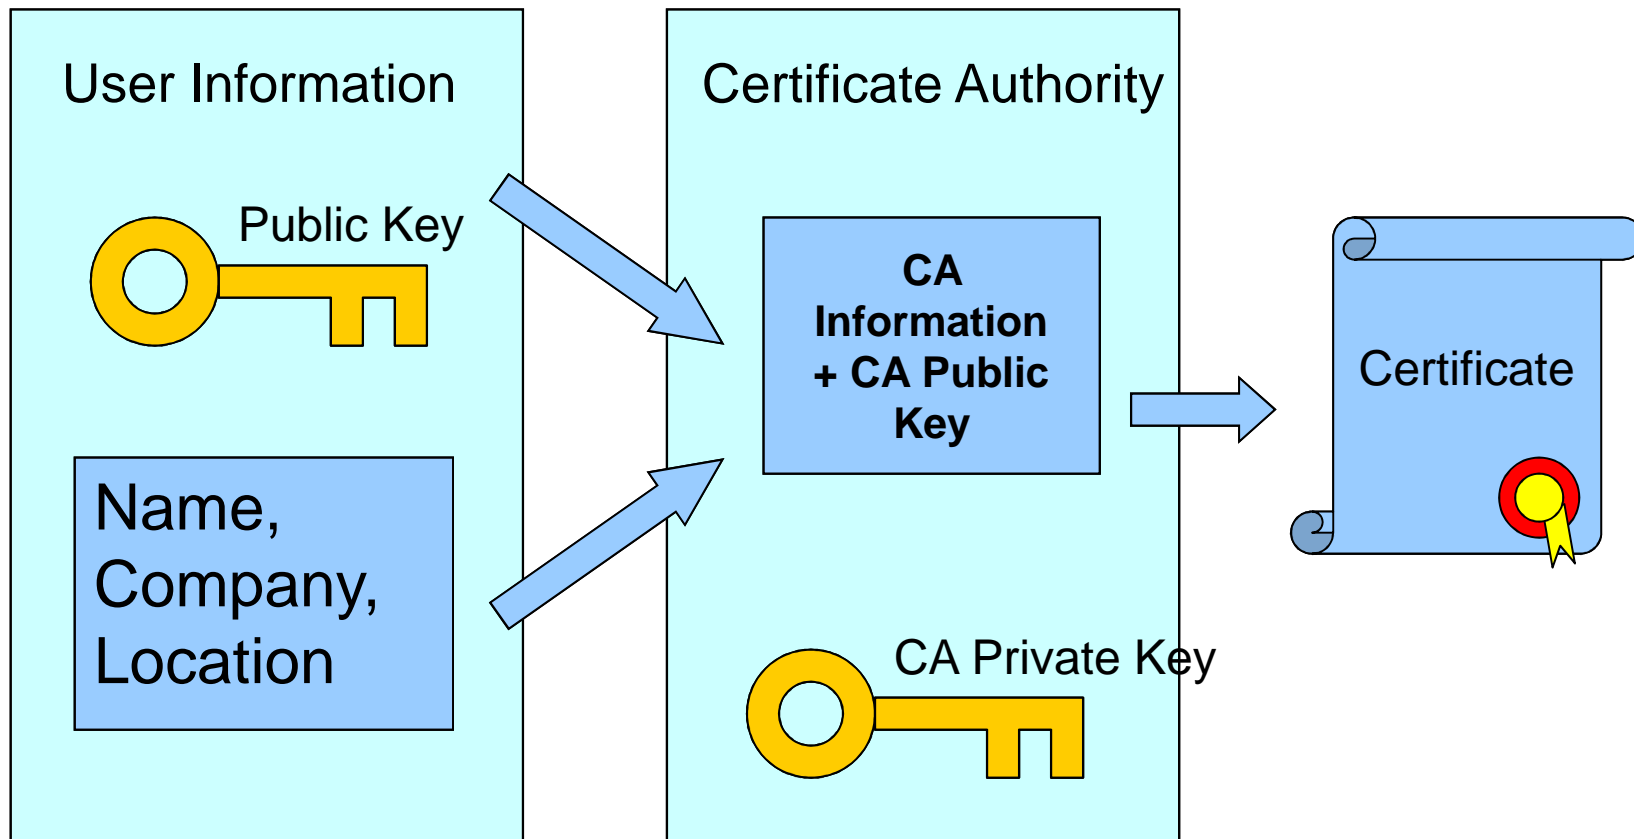 User Information
Public Key
Name,
Company,
Location
Certificate Authority
CA
Information
+ CA Public
Key
CA Private Key
Certificate